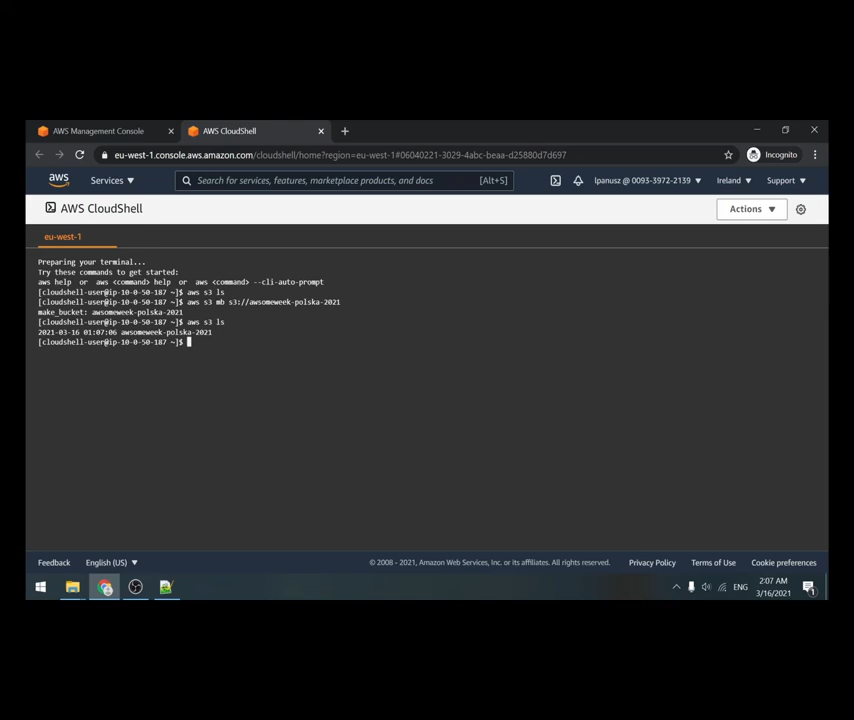 AWS Management Console
AWS CloudShell
eu-west-1.console.aws.amazon.com/cloudshell/home?region=eu-west-1#06040221-3029-4abc-beaa-d25880d7d697
Incognito
aws
Services
Search for services, features, marketplace products, and docs [Alt+S]
lpanusz @ 0093-3972-2139
Ireland
Support
AWS CloudShell
Actions
eu-west-1
Preparing your terminal...
Try these commands to get started:
aws help  or  aws <command> help  or  aws <command> --cli-auto-prompt
[cloudshell-user@ip-10-0-50-187 ~]$ aws s3 ls
[cloudshell-user@ip-10-0-50-187 ~]$ aws s3 mb s3://awsomeweek-polska-2021
make_bucket: awsomeweek-polska-2021
[cloudshell-user@ip-10-0-50-187 ~]$ aws s3 ls
2021-03-16 01:07:06 awsomeweek-polska-2021
[cloudshell-user@ip-10-0-50-187 ~]$
Feedback
English (US)
© 2008 - 2021, Amazon Web Services, Inc. or its affiliates. All rights reserved.
Privacy Policy
Terms of Use
Cookie preferences
ENG
2:07 AM
3/16/2021
1